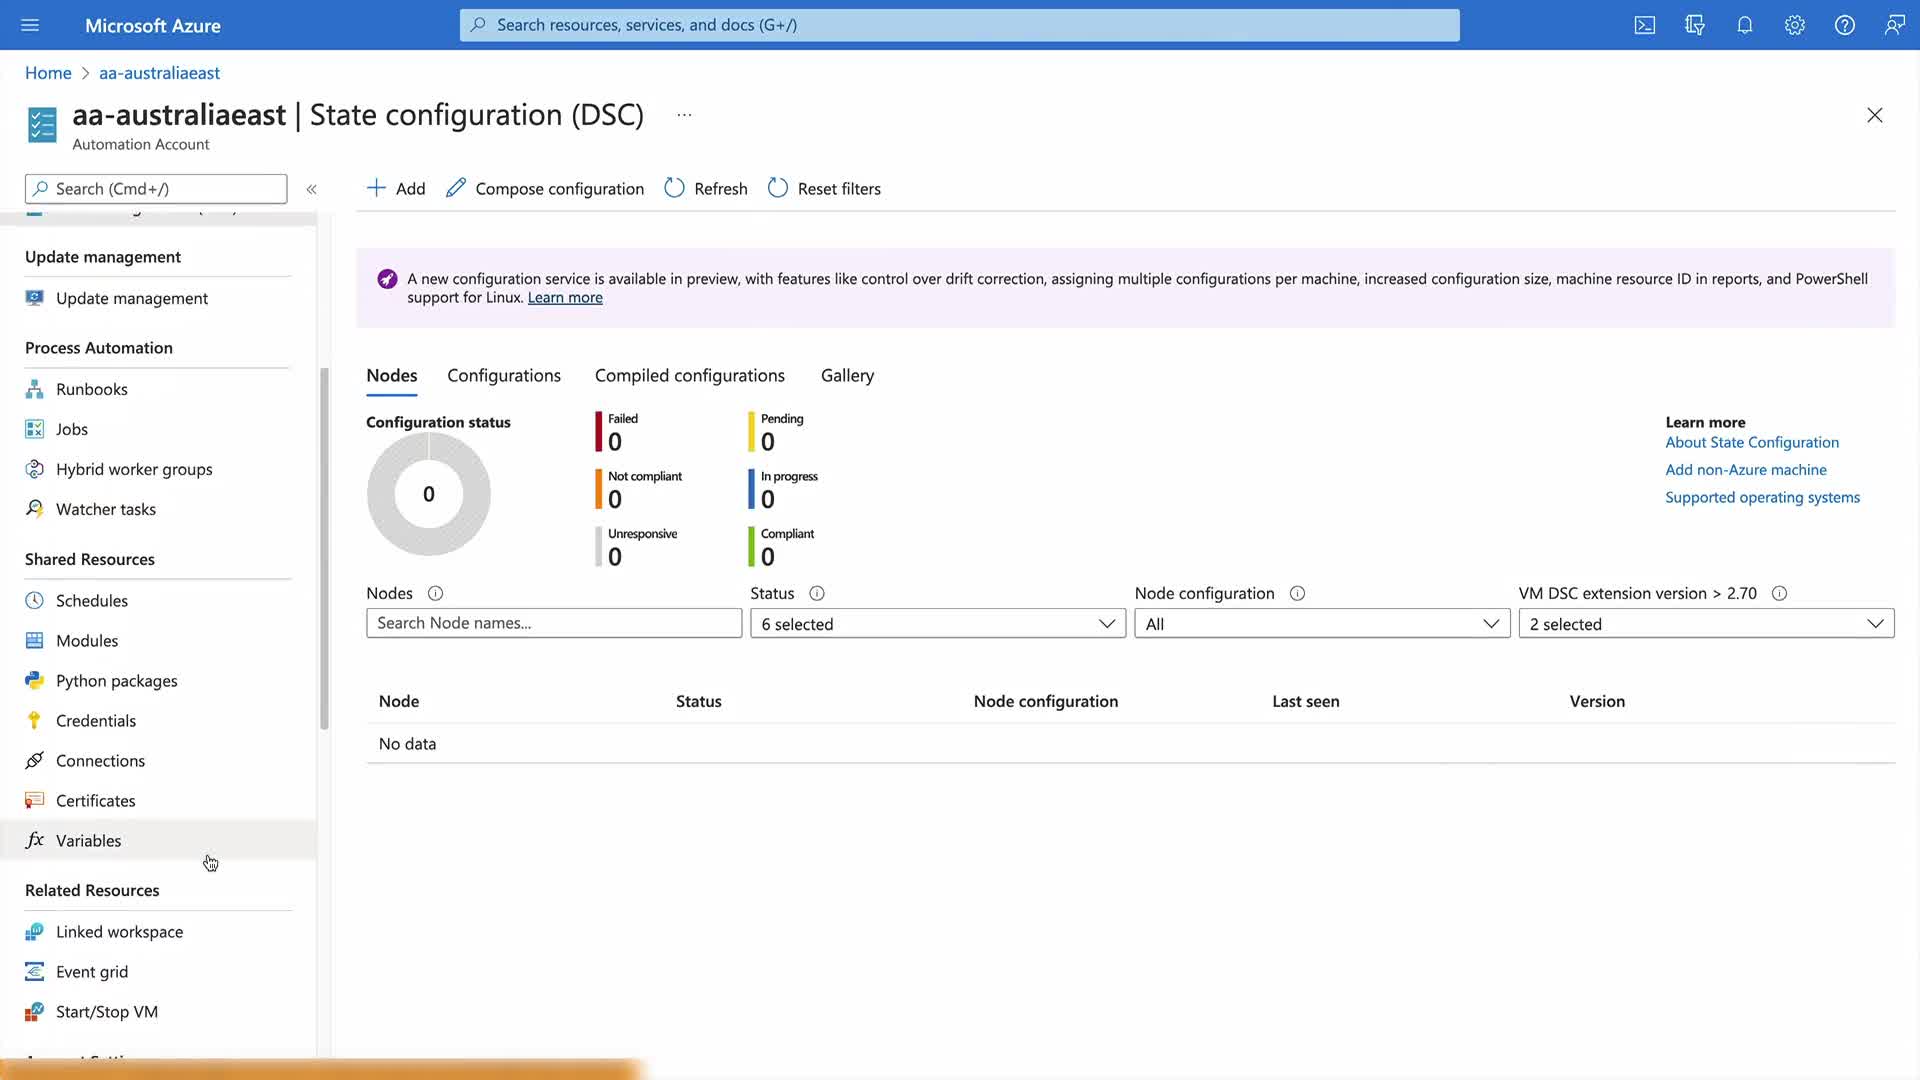 Microsoft Azure
Search resources, services, and docs (G+/)
Home > aa-australiaeast
aa-australiaeast | State configuration (DSC) ...
Automation Account
Search (Cmd+/) «
Add
Compose configuration
Refresh
Reset filters
Update management
Update management
Process Automation
Runbooks
Jobs
Hybrid worker groups
Watcher tasks
Shared Resources
Schedules
Modules
Python packages
Credentials
Connections
Certificates
fx Variables
Related Resources
Linked workspace
Event grid
Start/Stop VM
A new configuration service is available in preview, with features like control over drift correction, assigning multiple configurations per machine, increased configuration size, machine resource ID in reports, and PowerShell
support for Linux. Learn more
Nodes Configurations Compiled configurations Gallery
Configuration status
0
Failed
0
Pending
0
Not compliant
0
In progress
0
Unresponsive
0
Compliant
0
Learn more
About State Configuration
Add non-Azure machine
Supported operating systems
Nodes
Search Node names...
Status
6 selected
Node configuration
All
VM DSC extension version > 2.70
2 selected
Node Status Node configuration Last seen Version
No data